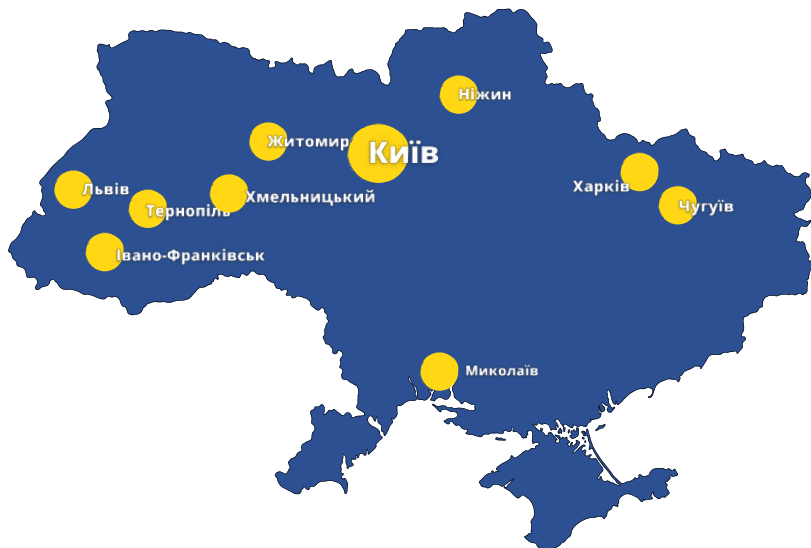 Ніжин
Житомир
Київ
Харків
Львів
Хмельницький
Тернопіль
Чугуїв
Івано-Франківськ
Миколаїв